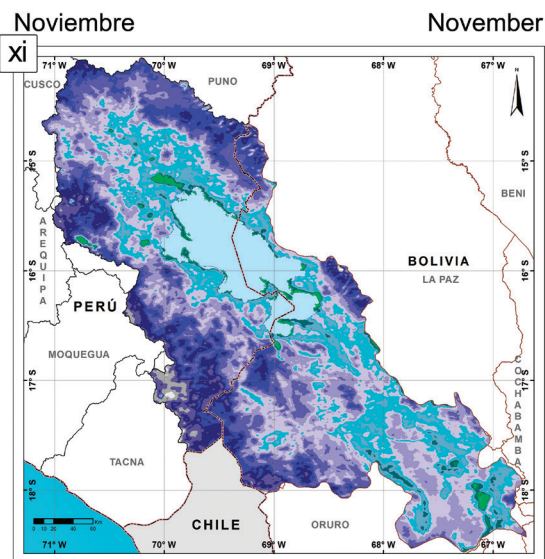 Noviembre November
xi
71°W 70°W 69°W 68°W 67°W
N
CUSCO
PUNO
15°S 15°S
BENI
AREQUIPA
16°S 16°S
BOLIVIA
LA PAZ
PERÚ
MOQUEGUA
17°S 17°S
COCHABAMBA
TACNA
18°S 18°S
0 10 20 40 60
Km
CHILE
ORURO
71°W 70°W 69°W 68°W 67°W